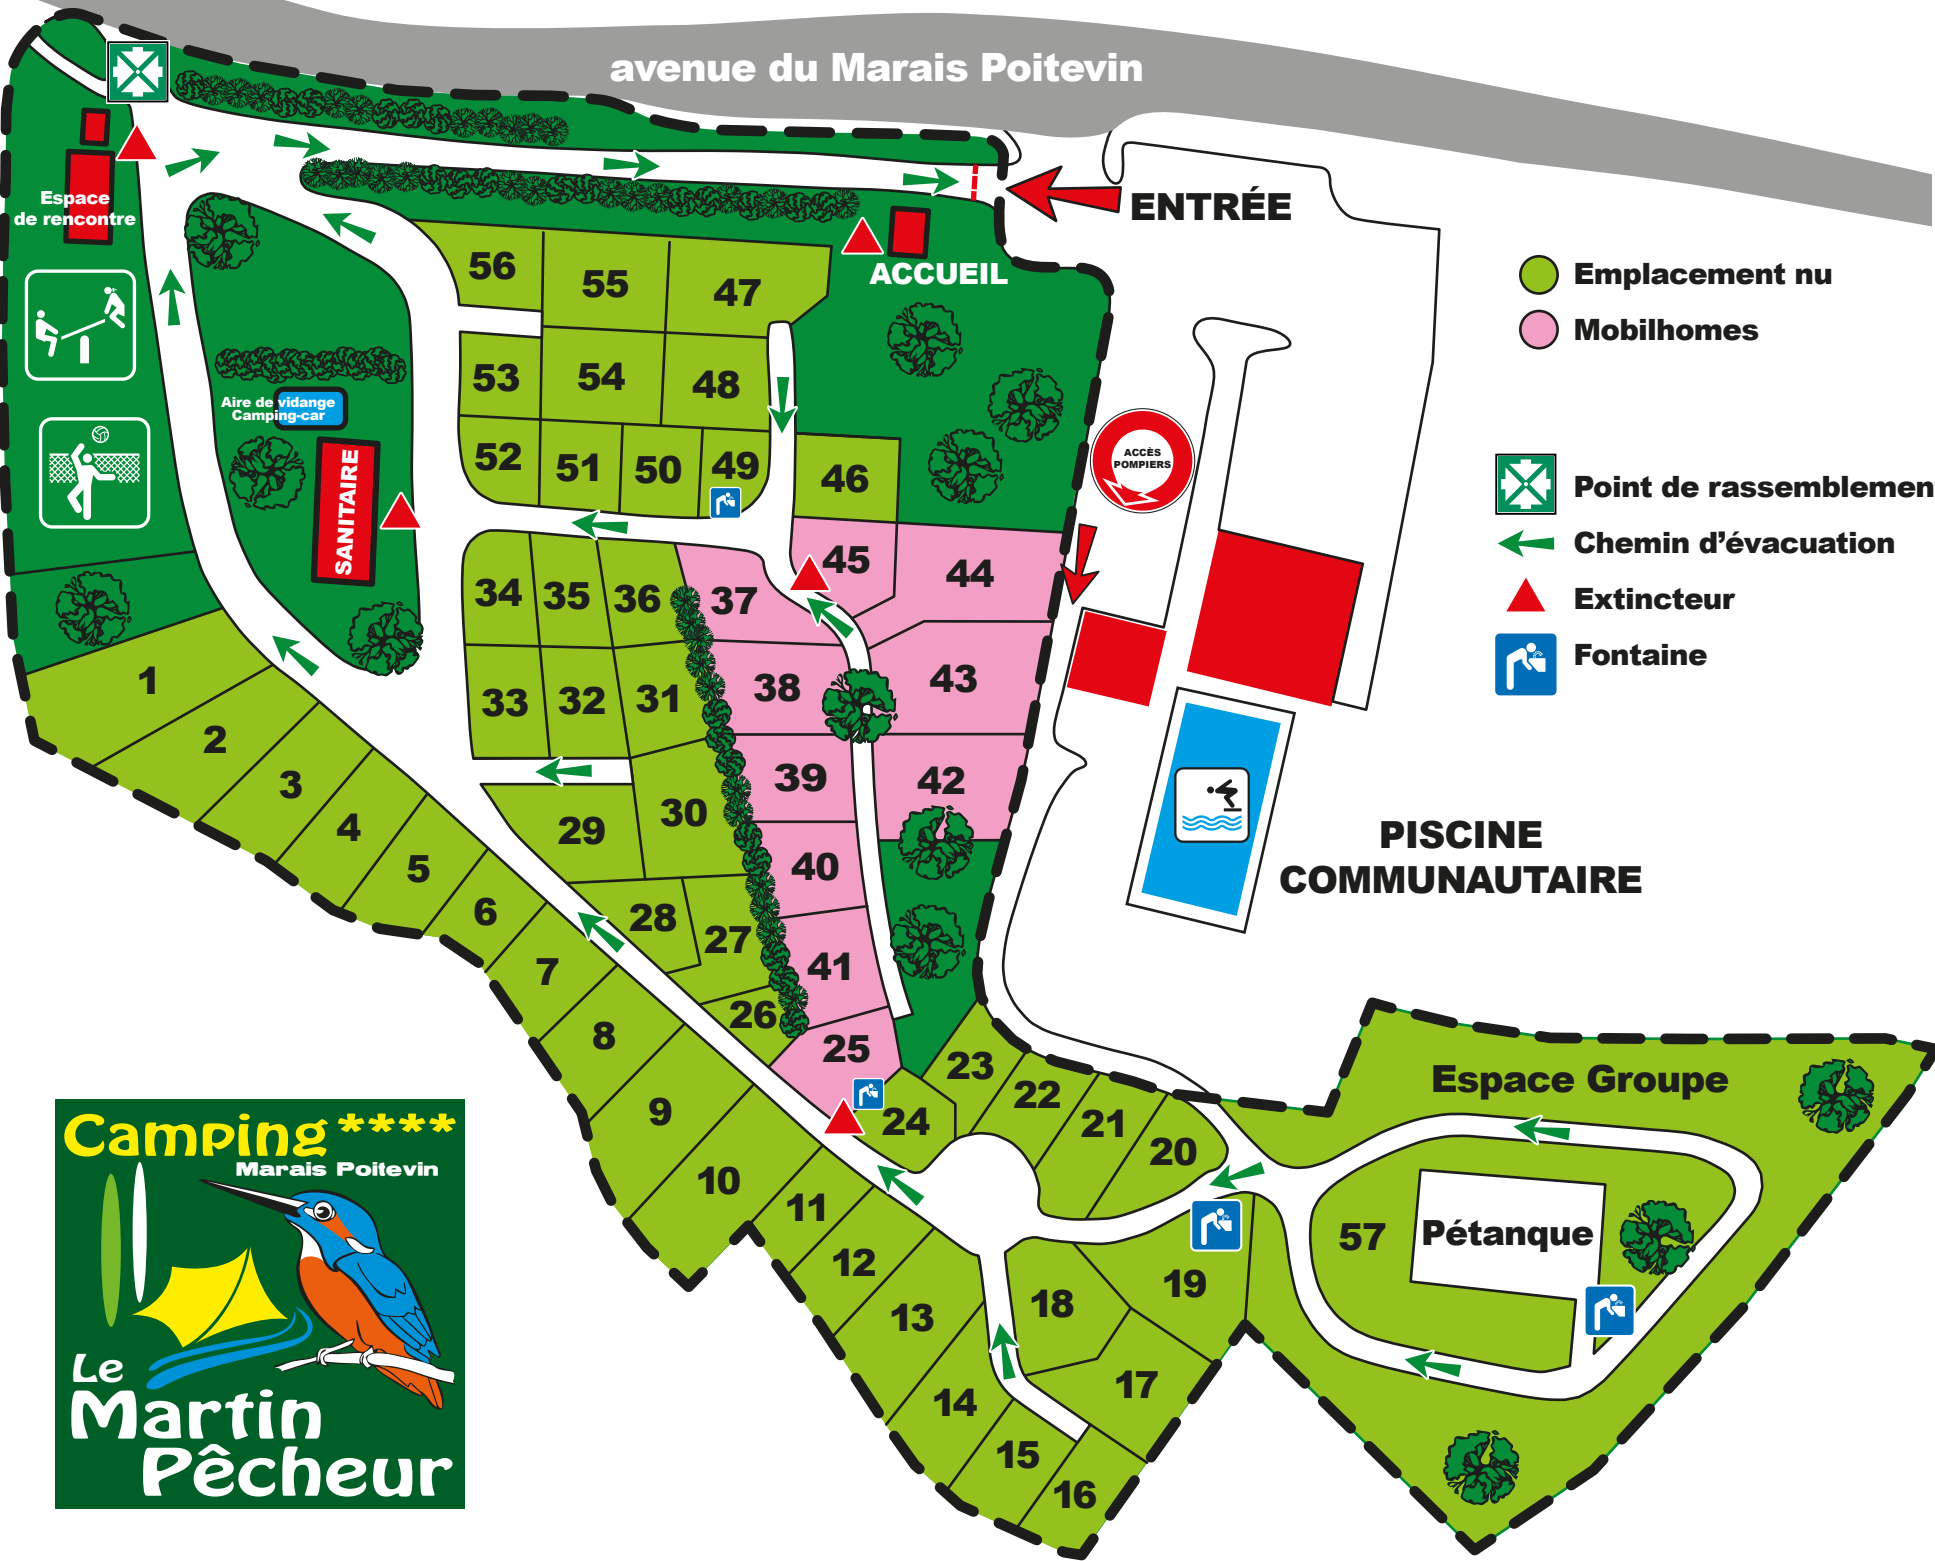 avenue du Marais Poitevin
ENTRÉE
Espace
de rencontre
ACCUEIL
Emplacement nu
Mobilhomes
Point de rassemblemen
Chemin d’évacuation
Extincteur
Fontaine
ACCÈS
POMPIERS
Aire de vidange
Camping-car
SANITAIRE
56
55
47
53
54
48
52
51
50
49
46
45
44
34
35
36
37
33
32
31
38
43
39
42
29
30
40
28
27
41
26
25
1
2
3
4
5
6
7
8
9
10
11
12
13
14
15
16
17
18
19
20
21
22
23
24
PISCINE
COMMUNAUTAIRE
Espace Groupe
57
Pétanque
Camping ****
Marais Poitevin
Le
Martin
Pêcheur